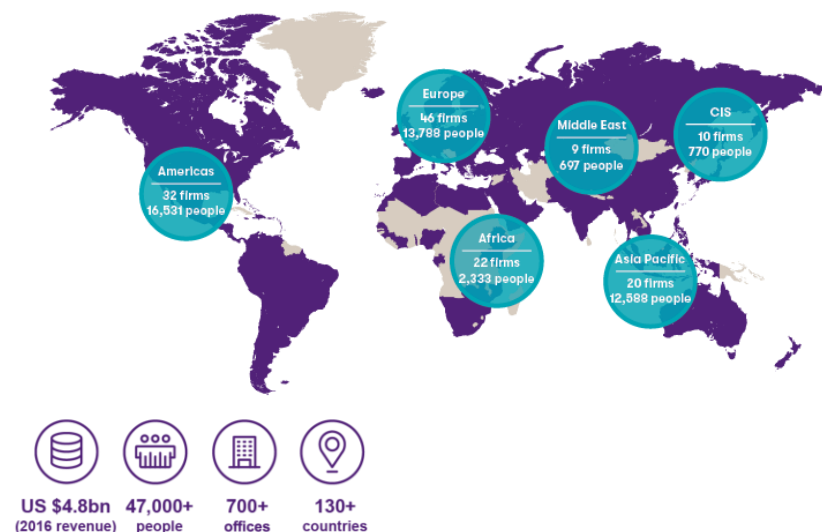 Europe
46 firms
13,788 people
Middle East
9 firms
697 people
CIS
10 firms
770 people
Americas
32 firms
16,531 people
Africa
22 firms
2,333 people
Asia Pacific
20 firms
12,588 people
US $4.8bn
(2016 revenue)
47,000+
people
700+
offices
130+
countries